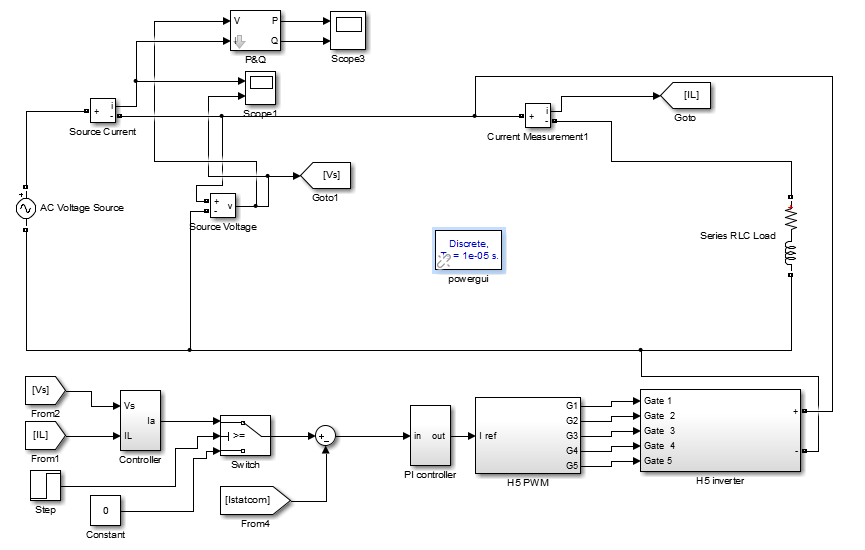 V P
i Q
P&Q
Scope3
Scope1
+ i
-
Source Current
[IL]
Goto
+ i
-
Current Measurement1
+
AC Voltage Source
[Vs]
Goto1
+ v
-
Source Voltage
Series RLC Load
Discrete,
= 1e-05 s.
powergui
[Vs]
From2
[IL]
From1
Vs
Ia
IL
Controller
>=
Switch
Step
0
Constant
+
-
[Istatcom]
From4
in out
PI controller
I ref
G1
G2
G3
G4
G5
H5 PWM
Gate 1
Gate 2
Gate 3
Gate 4
Gate 5
+
-
H5 inverter